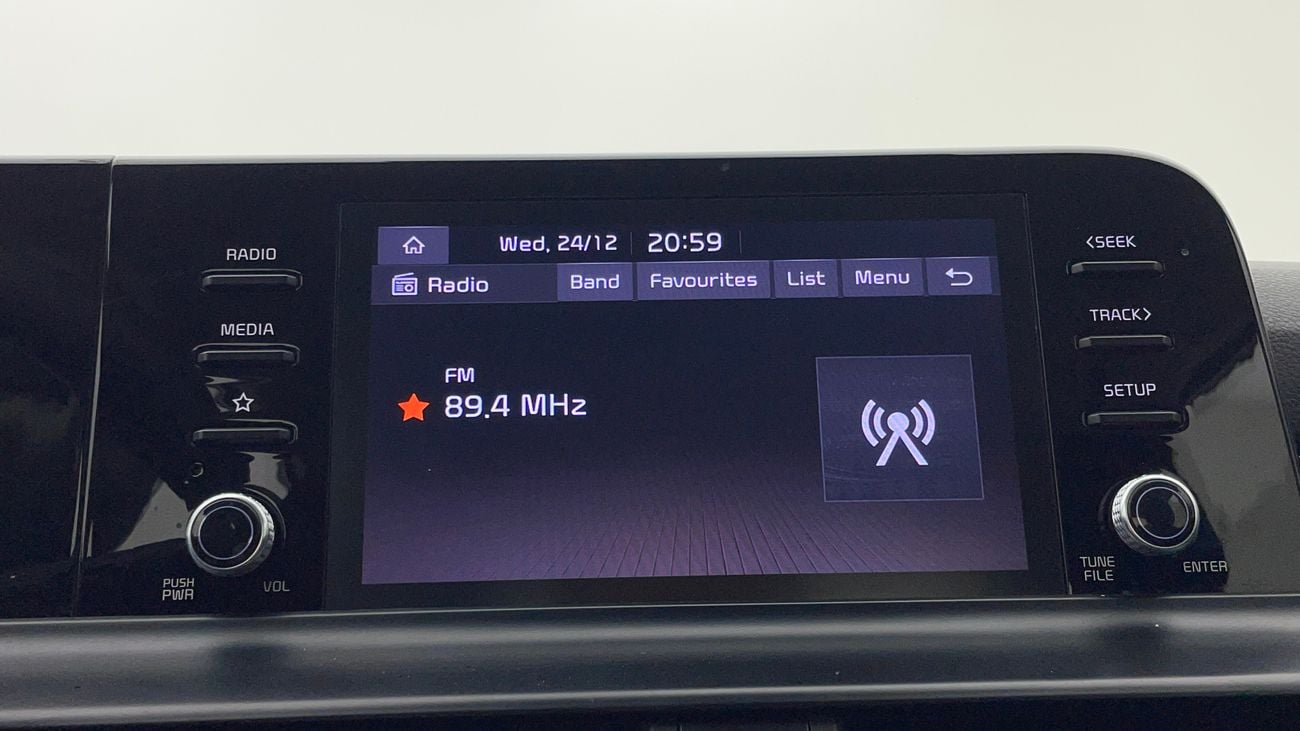 RADIO
MEDIA
PUSH
PWR
VOL
Wed, 24/12 20:59
Radio Band Favourites List Menu
FM
89.4 MHz
<SEEK
TRACK>
SETUP
TUNE
FILE
ENTER